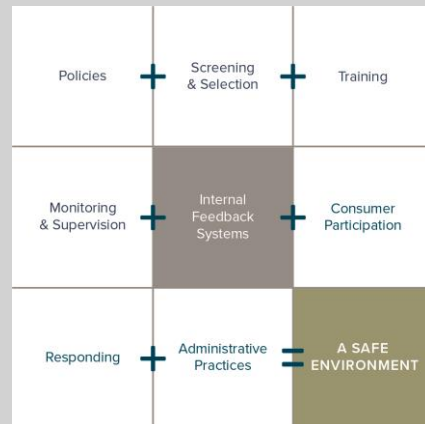 Policies + Screening & Selection + Training
Monitoring & Supervision + Internal Feedback Systems + Consumer Participation
Responding + Administrative Practices = A SAFE ENVIRONMENT